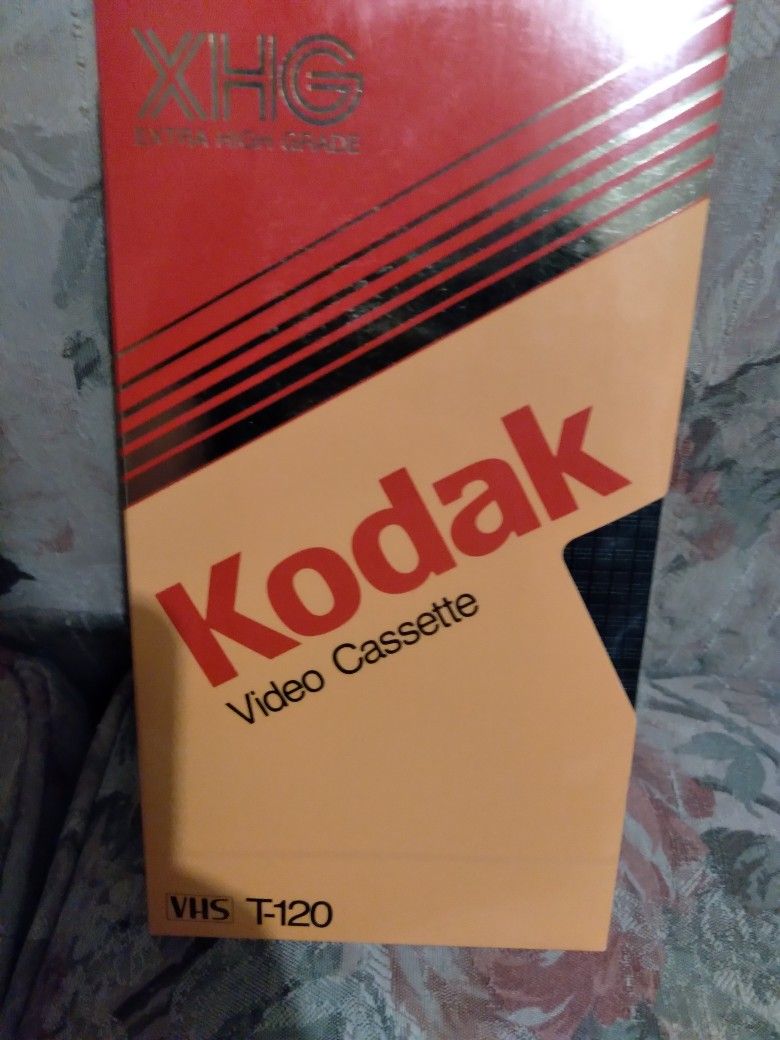 XHG
EXTRA HIGH GRADE
Kodak
Video Cassette
VHS T-120